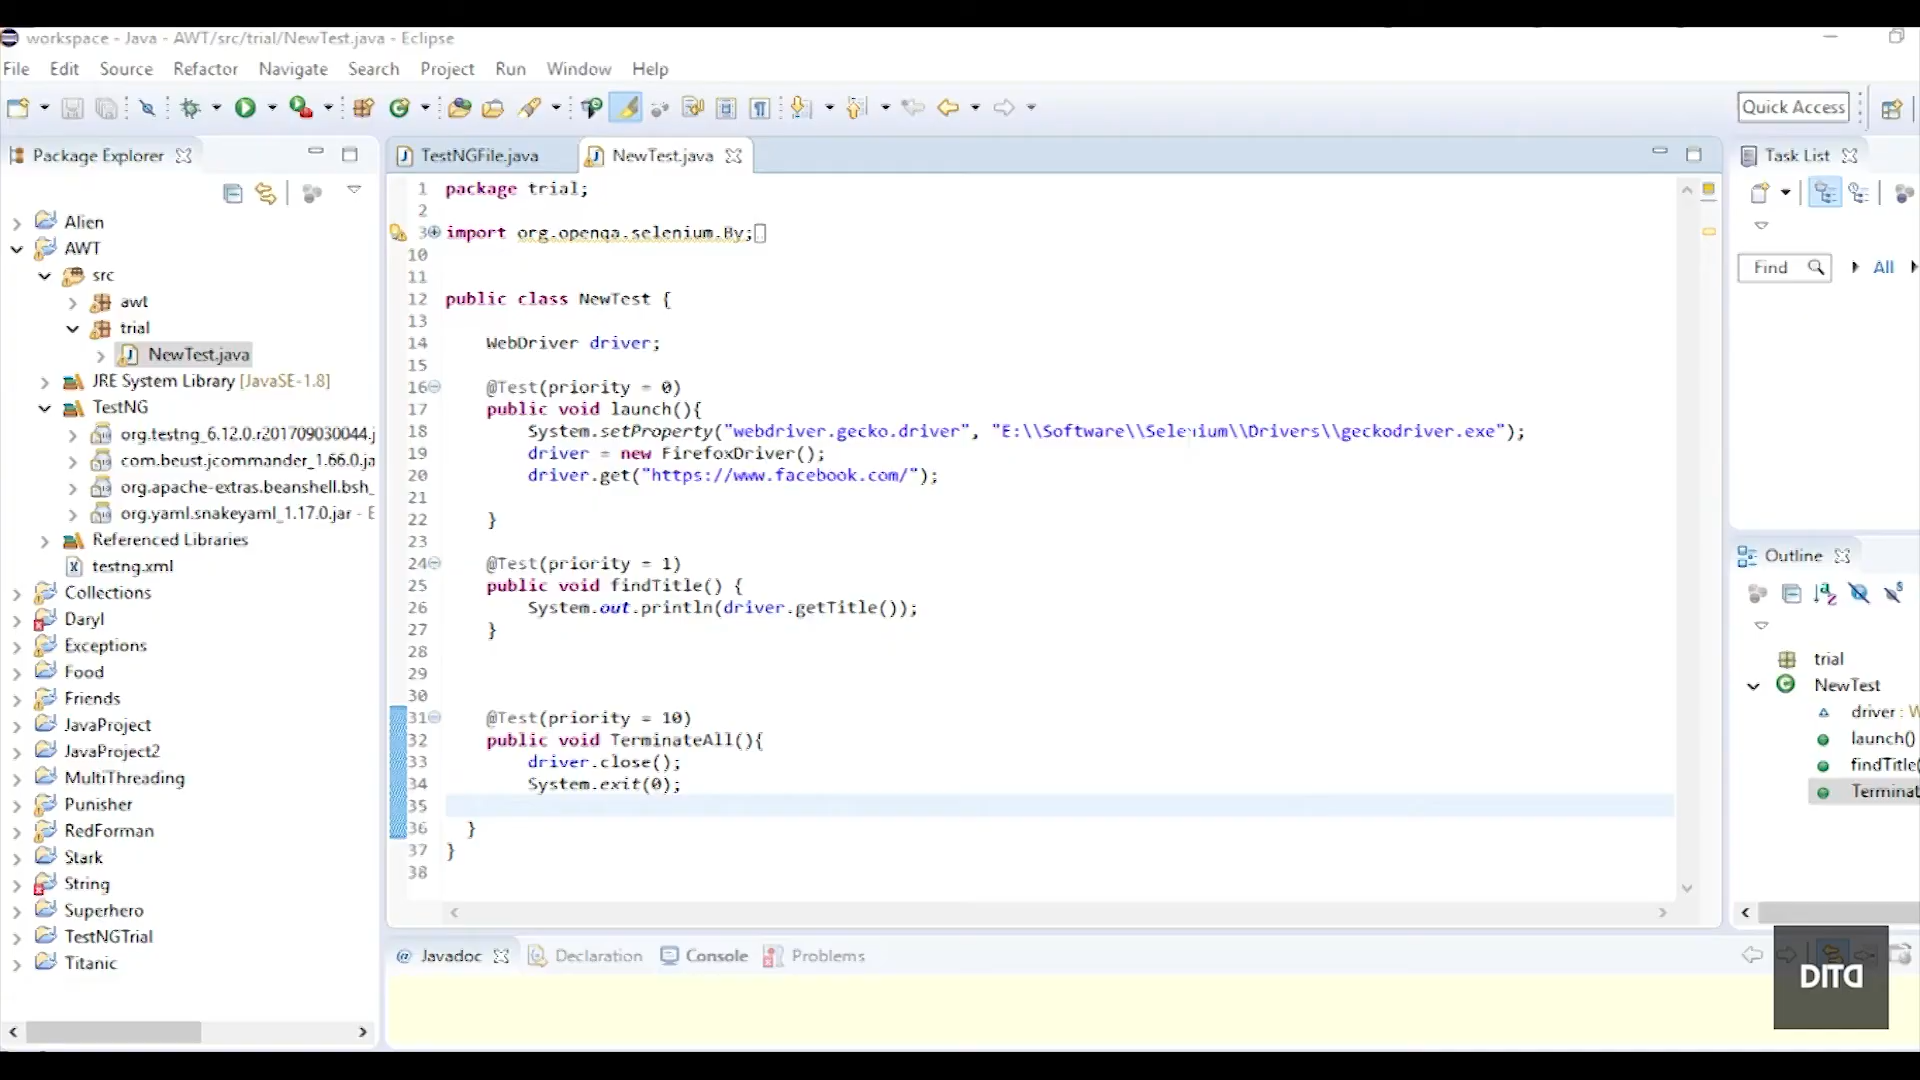 workspace - Java - AWT/src/trial/NewTest.java - Eclipse
File Edit Source Refactor Navigate Search Project Run Window Help
Quick Access
Package Explorer
TestNGFile.java
NewTest.java
Task List
Find
All
Alien
AWT
src
awt
trial
NewTest.java
JRE System Library [JavaSE-1.8]
TestNG
org.testng_6.12.0.r201709030044.j
com.beust.jcommander_1.66.0.ja
org.apache-extras.beanshell.bsh_
org.yaml.snakeyaml_1.17.0.jar - E
Referenced Libraries
testng.xml
Collections
Daryl
Exceptions
Food
Friends
JavaProject
JavaProject2
MultiThreading
Punisher
RedForman
Stark
String
Superhero
TestNGTrial
Titanic
1 package trial;
2
3 import org.openqa.selenium.By;
10
11
12 public class NewTest {
13
14 WebDriver driver;
15
16 @Test(priority = 0)
17 public void launch(){
18 System.setProperty("webdriver.gecko.driver", "E:\\Software\\Selenium\\Drivers\\geckodriver.exe");
19 driver = new FirefoxDriver();
20 driver.get("https://www.facebook.com/");
21
22 }
23
24 @Test(priority = 1)
25 public void findTitle() {
26 System.out.println(driver.getTitle());
27 }
28
29
30
31 @Test(priority = 10)
32 public void TerminateAll(){
33 driver.close();
34 System.exit(0);
35
36 }
37 }
38
Outline
trial
NewTest
driver : W
launch()
findTitle(
Terminat
Javadoc
Declaration
Console
Problems